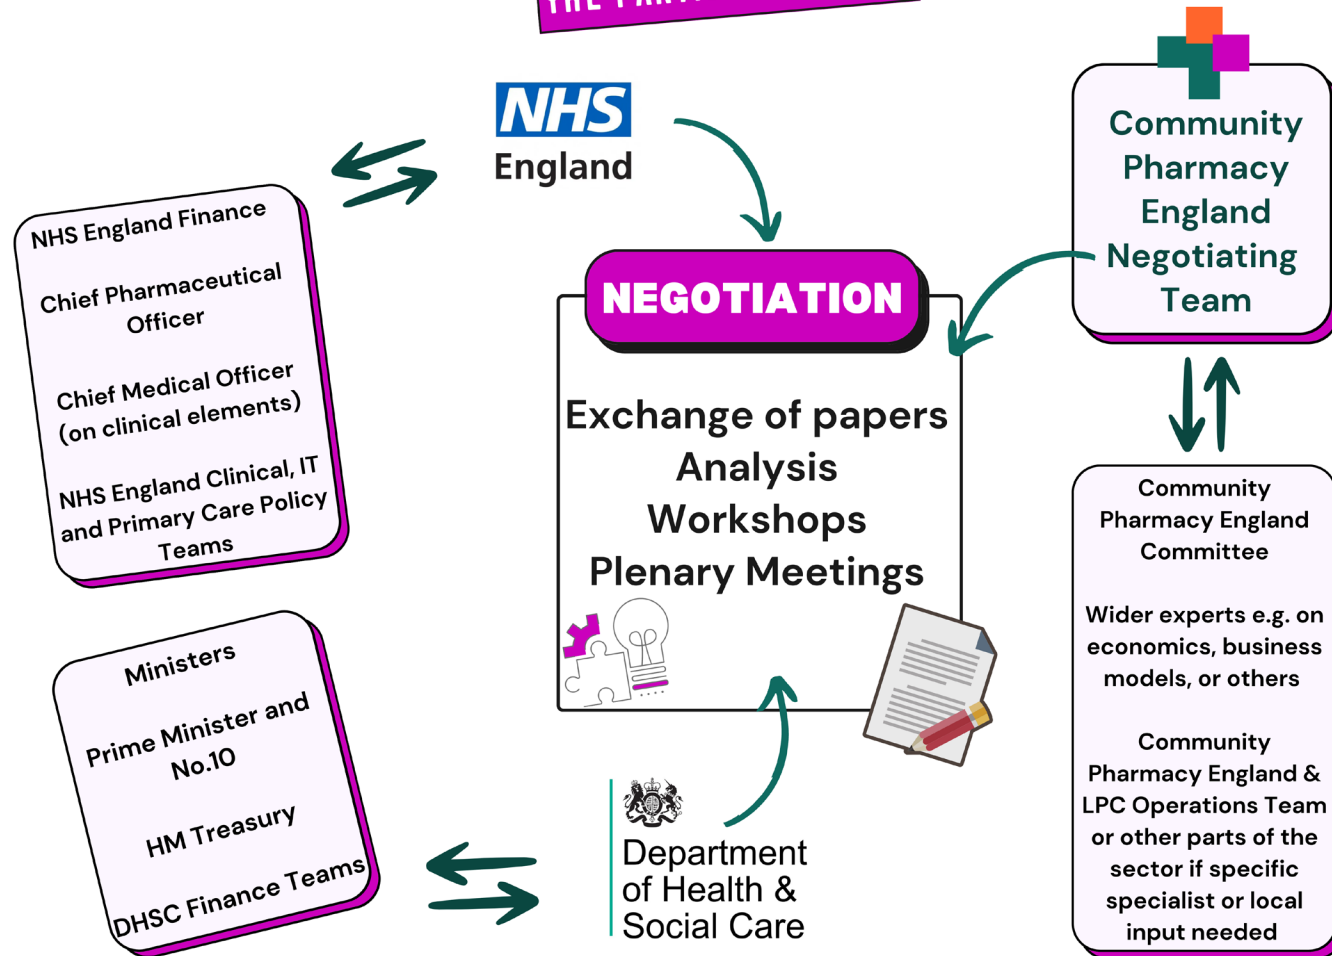 NHS
England
NHS England Finance
Chief Pharmaceutical
Officer
Chief Medical Officer
(on clinical elements)
NHS England Clinical, IT
and Primary Care Policy
Teams
Ministers
Prime Minister and
No.10
HM Treasury
DHSC Finance Teams
NEGOTIATION
Exchange of papers
Analysis
Workshops
Plenary Meetings
Department
of Health &
Social Care
Community
Pharmacy
England
Negotiating
Team
Community
Pharmacy England
Committee
Wider experts e.g. on
economics, business
models, or others
Community
Pharmacy England &
LPC Operations Team
or other parts of the
sector if specific
specialist or local
input needed